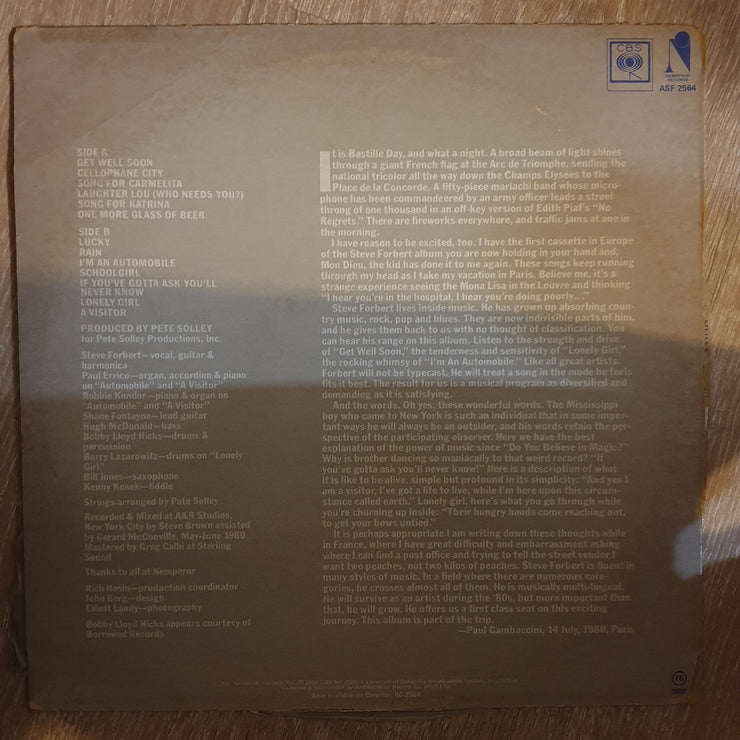 CBS
NEMPEROR
RECORDS
ASF 2564
SIDE A
GET WELL SOON
CELLOPHANE CITY
SONG FOR CARMELITA
LAUGHTER LOU (WHO NEEDS YOU?)
SONG FOR KATRINA
ONE MORE GLASS OF BEER
SIDE B
LUCKY
RAIN
I'M AN AUTOMOBILE
SCHOOLGIRL
IF YOU'VE GOTTA ASK YOU'LL
NEVER KNOW
LONELY GIRL
A VISITOR
PRODUCED BY PETE SOLLEY
for Pete Solley Productions, Inc.
Steve Forbert—vocal, guitar &
harmonica
Paul Errico—organ, accordion & piano
on "Automobile" and "A Visitor"
Robbie Kondor—piano & organ on
"Automobile" and "A Visitor"
Shane Fontayne—lead guitar
Hugh McDonald—bass
Bobby Lloyd Hicks—drums &
percussion
Barry Lazarowitz—drums on "Lonely
Girl"
Bill Jones—saxophone
Kenny Kosek—fiddle
Strings arranged by Pete Solley
Recorded & Mixed at A&R Studios,
New York City by Steve Brown assisted
by Gerard McConville, May-June 1980
Mastered by Greg Calbi at Sterling
Sound
Thanks to all at Nemperor
Rich Nesin—production coordinator
John Berg—design
Elliott Landy—photography
Bobby Lloyd Hicks appears courtesy of
Borrowed Records
It is Bastille Day, and what a night. A broad beam of light shines
through a giant French flag at the Arc de Triomphe, sending the
national tricolor all the way down the Champs Elysées to the
Place de la Concorde. A fifty-piece mariachi band whose micro-
phone has been commandeered by an army officer leads a street
throng of one thousand in an off-key version of Edith Piaf's "No
Regrets." There are fireworks everywhere, and traffic jams at one in
the morning.
I have reason to be excited, too. I have the first cassette in Europe
of the Steve Forbert album you are now holding in your hand and,
Mon Dieu, the kid has done it to me again. These songs keep running
through my head as I take my vacation in Paris. Believe me, it's a
strange experience seeing the Mona Lisa in the Louvre and thinking
"I hear you're in the hospital, I hear you're doing poorly..."
Steve Forbert lives inside music. He has grown up absorbing coun-
try music, rock, pop and blues. They are now indivisible parts of him,
and he gives them back to us with no thought of classification. You
can hear his range on this album. Listen to the strength and drive
of "Get Well Soon," the tenderness and sensitivity of "Lonely Girl,"
the rocking whimsy of "I'm An Automobile." Like all great artists,
Forbert will not be typecast. He will treat a song in the mode he feels
fits it best. The result for us is a musical program as diversified and
demanding as it is satisfying.
And the words. Oh yes, these wonderful words. The Mississippi
boy who came to New York is such an individual that in some impor-
tant ways he will always be an outsider, and his words retain the per-
spective of the participating observer. Here we have the best
explanation of the power of music since "Do You Believe in Magic?"
Why is brother dancing so maniacally to that weird record? "If
you've gotta ask you'll never know!" Here is a description of what
it is like to be alive, simple but profound in its simplicity: "And yes I
am a visitor, I've got a life to live, while I'm here upon this circum-
stance called earth." Lonely girl, here's what you go through while
you're churning up inside: "Their hungry hands come reaching out,
to get your bows untied."
It is perhaps appropriate I am writing down these thoughts while
in France, where I have great difficulty and embarrassment asking
where I can find a post office and trying to tell the street vendor I
want two peaches, not two kilos of peaches. Steve Forbert is fluent in
many styles of music. In a field where there are numerous cate-
gories, he crosses almost all of them. He is musically multi-lingual.
He will survive as an artist during the '80s, but more important than
that, he will grow. He offers us a first class seat on this exciting
journey. This album is part of the trip.
—Paul Gambaccini, 14 July, 1980, Paris
Also available on Cassette / 40 2564
76